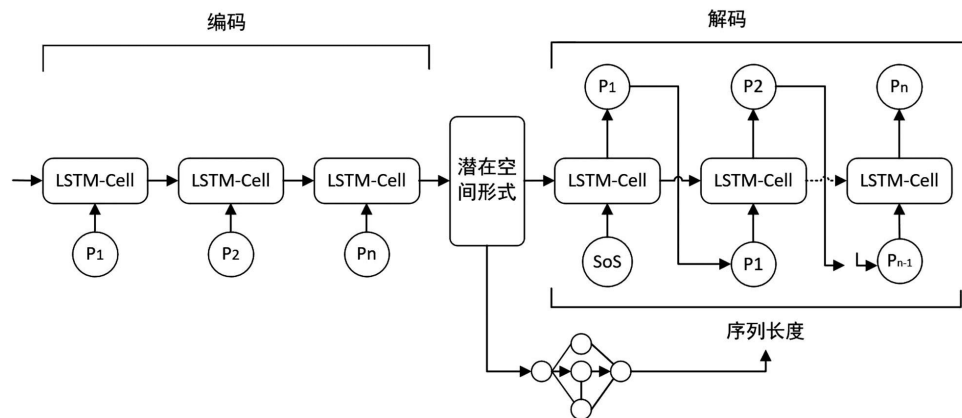 编码
解码
P1
P2
Pn
LSTM-Cell
LSTM-Cell
LSTM-Cell
潜在空
间形式
LSTM-Cell
LSTM-Cell
LSTM-Cell
P1
P2
Pn
SoS
P1
Pn-1
序列长度